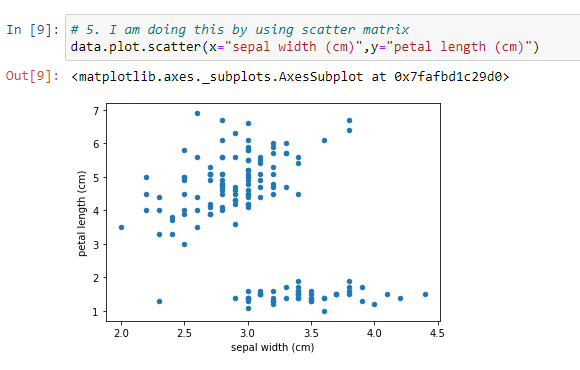 In [9]: # 5. I am doing this by using scatter matrix
data.plot.scatter(x="sepal width (cm)",y="petal length (cm)")
Out[9]: <matplotlib.axes._subplots.AxesSubplot at 0x7fafbd1c29d0>
7
6
5
4
3
2
1
petal length (cm)
2.0 2.5 3.0 3.5 4.0 4.5
sepal width (cm)